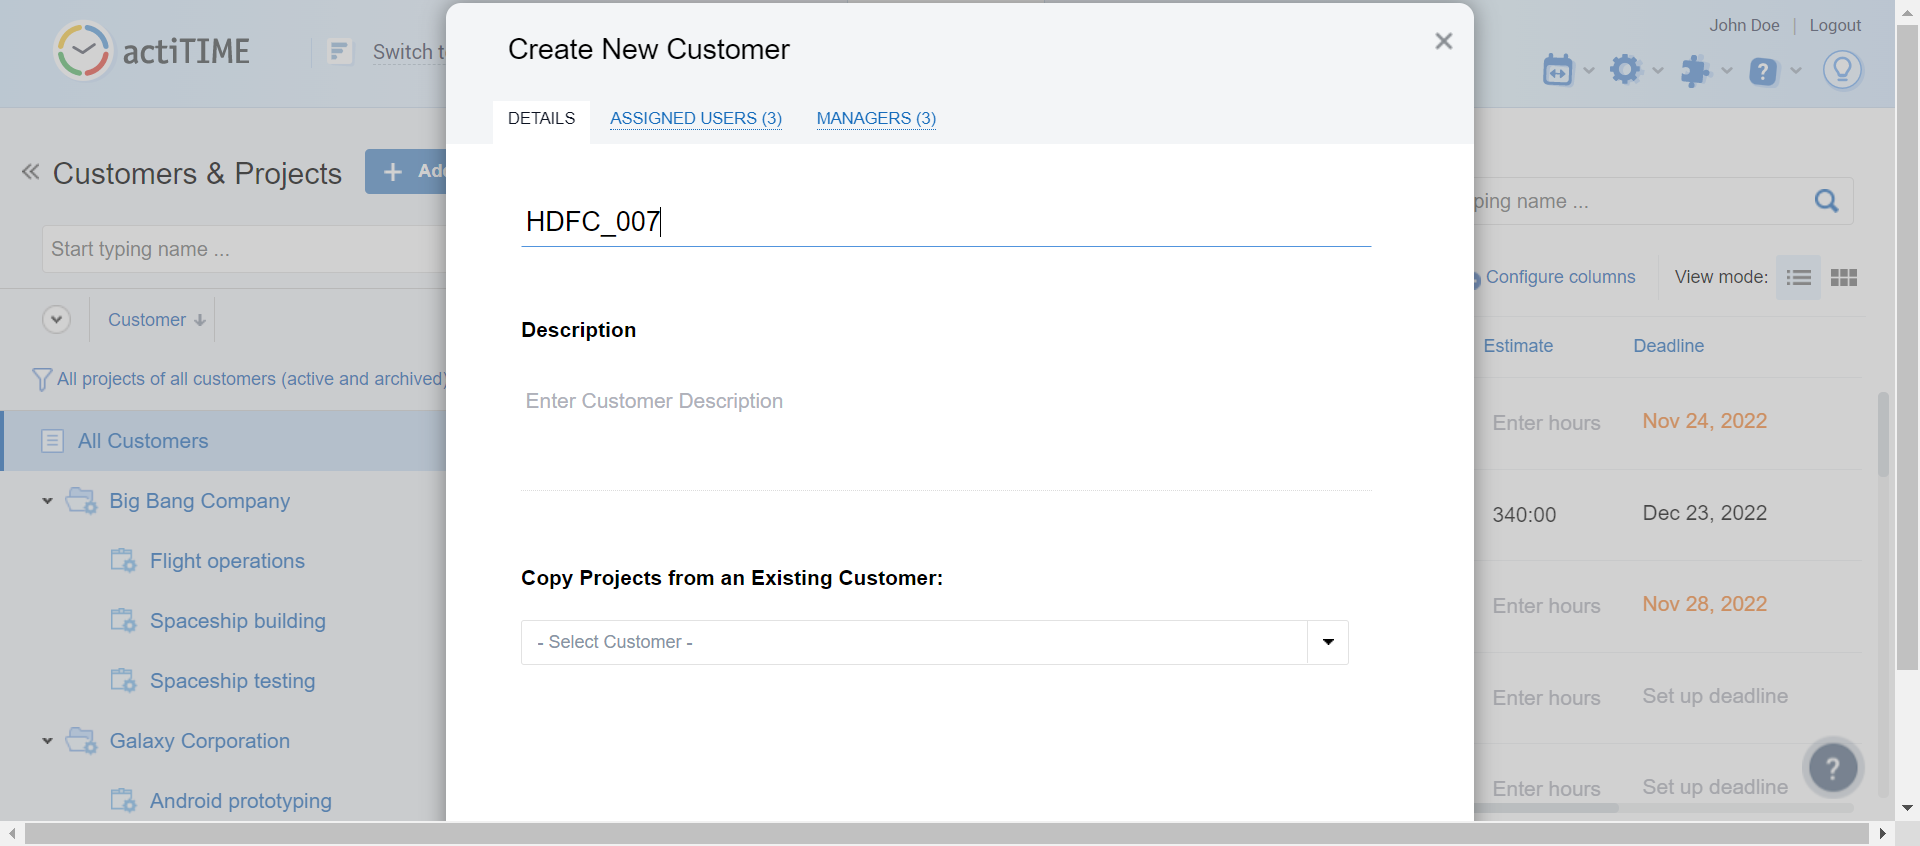 actiTIME
Switch t
John Doe | Logout
Create New Customer
DETAILS
ASSIGNED USERS (3)
MANAGERS (3)
Customers & Projects
+ Add
HDFC_007
ping name ...
Start typing name ...
Configure columns
View mode:
Customer
Description
Estimate
Deadline
All projects of all customers (active and archived)
Enter Customer Description
Enter hours
Nov 24, 2022
All Customers
Big Bang Company
340:00
Dec 23, 2022
Flight operations
Copy Projects from an Existing Customer:
Enter hours
Nov 28, 2022
Spaceship building
- Select Customer -
Spaceship testing
Enter hours
Set up deadline
Galaxy Corporation
Enter hours
Set up deadline
Android prototyping
?